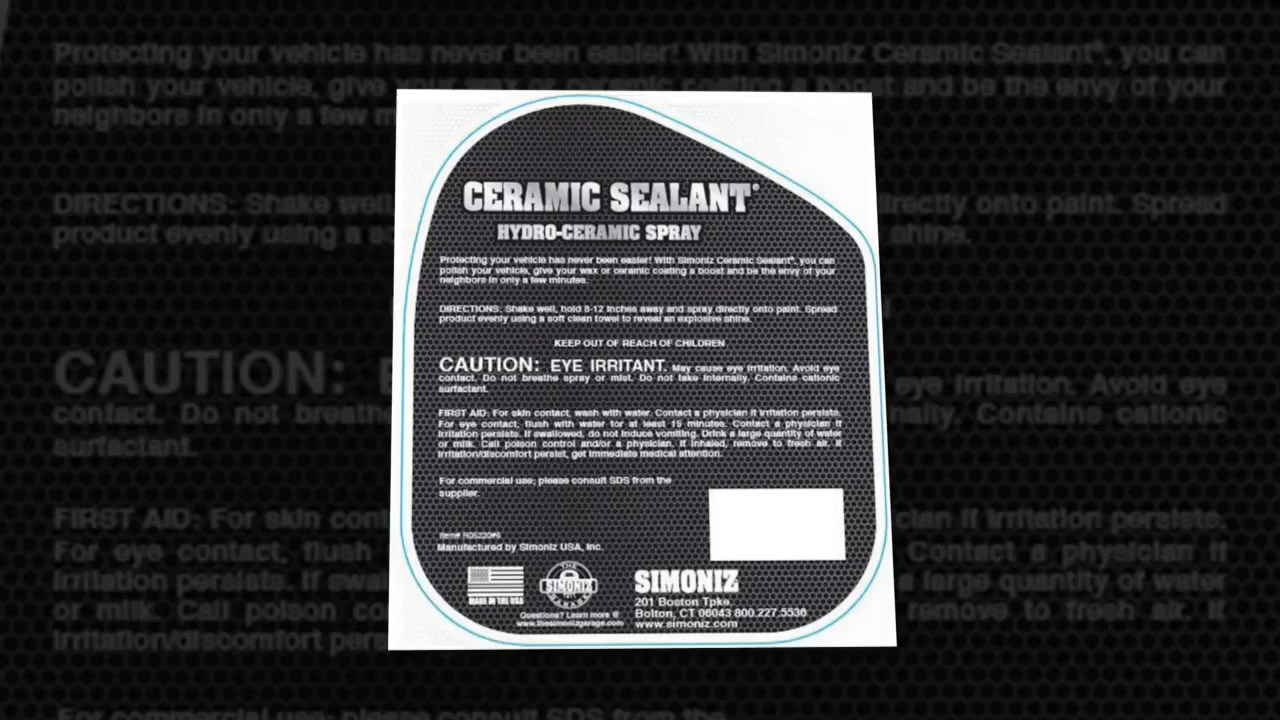 CERAMIC SEALANT®
HYDRO-CERAMIC SPRAY
Protecting your vehicle has never been easier! With Simoniz Ceramic Sealant®, you can
polish your vehicle, give your wax or ceramic coating a boost and be the envy of your
neighbors in only a few minutes.
DIRECTIONS: Shake well, hold 8-12 inches away and spray directly onto paint. Spread
product evenly using a soft clean towel to reveal an explosive shine.
KEEP OUT OF REACH OF CHILDREN
CAUTION: EYE IRRITANT. May cause eye irritation. Avoid eye
contact. Do not breathe spray or mist. Do not take internally. Contains cationic
surfactant.
FIRST AID: For skin contact, wash with water. Contact a physician if irritation persists.
For eye contact, flush with water for at least 15 minutes. Contact a physician if
irritation persists. If swallowed, do not induce vomiting. Drink a large quantity of water
or milk. Call poison control and/or a physician. If inhaled, remove to fresh air. If
irritation/discomfort persist, get immediate medical attention.
For commercial use; please consult SDS from the
supplier.
Item#
Manufactured by Simoniz USA, Inc.
MADE IN THE USA
THE SIMONIZ
Questions? Learn more @
www.thesimonizgarage.com
SIMONIZ
201 Boston Tpke.
Bolton, CT 06043 800.227.5536
www.simoniz.com